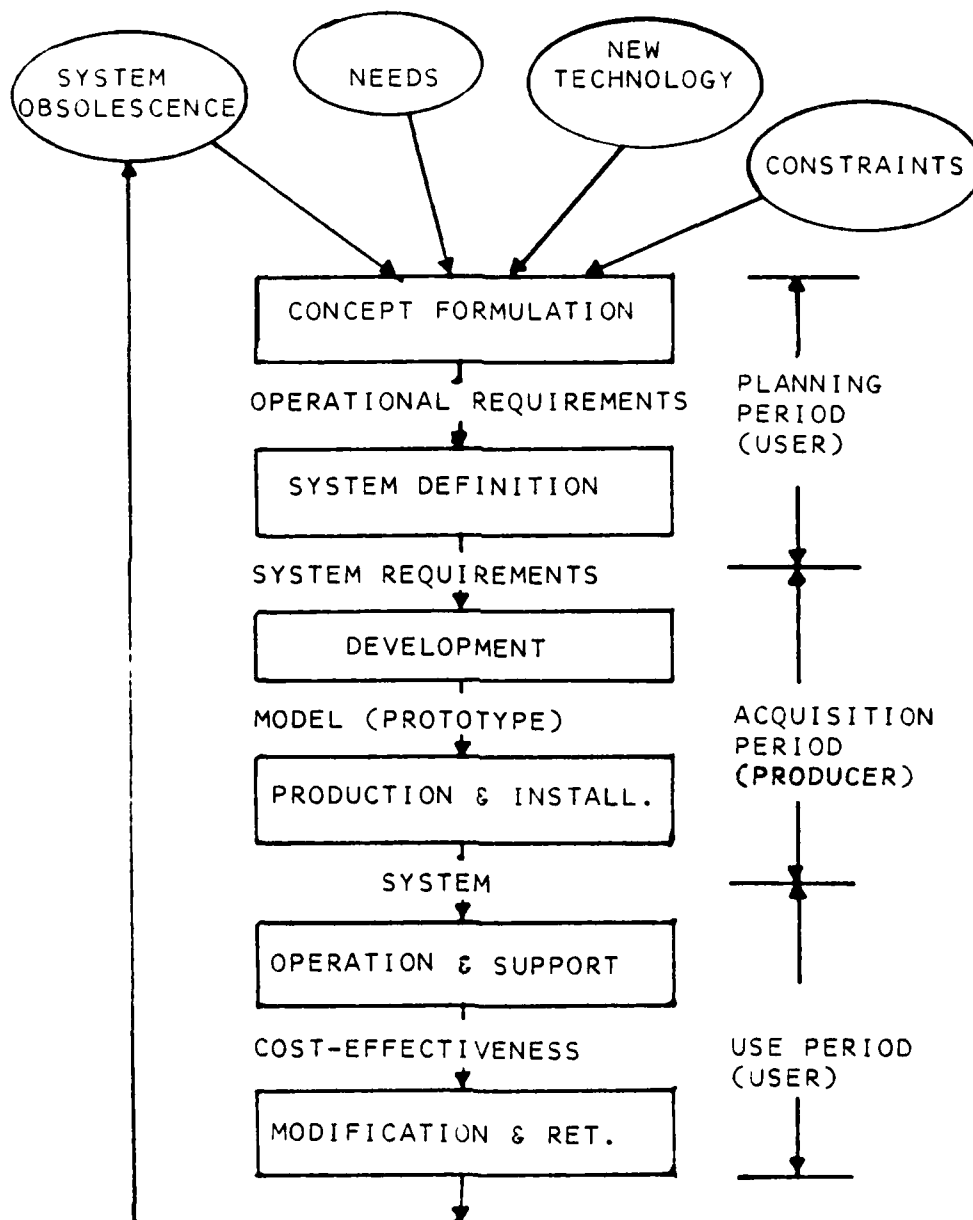 SYSTEM
OBSOLESCENCE
NEEDS
NEW
TECHNOLOGY
CONSTRAINTS
CONCEPT FORMULATION
OPERATIONAL REQUIREMENTS
PLANNING
PERIOD
(USER)
SYSTEM DEFINITION
SYSTEM REQUIREMENTS
DEVELOPMENT
MODEL (PROTOTYPE)
ACQUISITION
PERIOD
(PRODUCER)
PRODUCTION & INSTALL.
SYSTEM
OPERATION & SUPPORT
COST-EFFECTIVENESS
USE PERIOD
(USER)
MODIFICATION & RET.